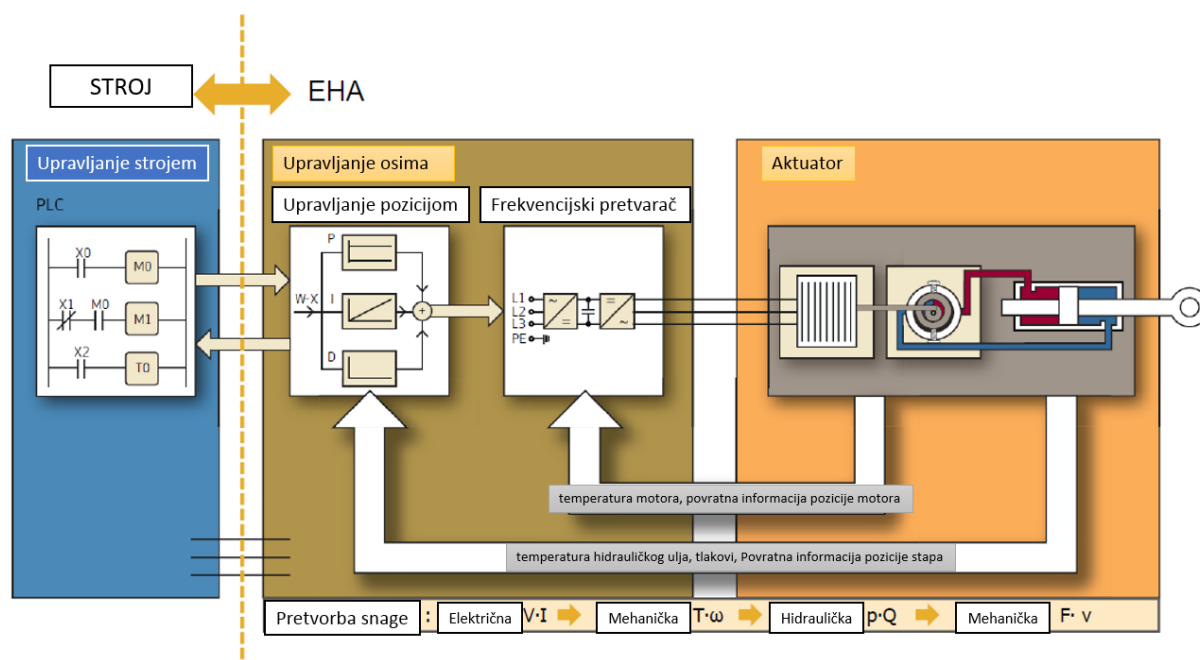 STROJ
EHA
Upravljanje strojem
Upravljanje osima
Aktuator
PLC
Upravljanje pozicijom
Frekvencijski pretvarač
X0
M0
X1
M0
M1
X2
T0
P
W-X
I
+
D
L1
L2
L3
PE
~
=
=
~
temperatura motora, povratna informacija pozicije motora
temperatura hidrauličkog ulja, tlakovi, Povratna informacija pozicije stapa
Pretvorba snage : Električna V·I Mehanička T·ω Hidraulička p·Q Mehanička F· v